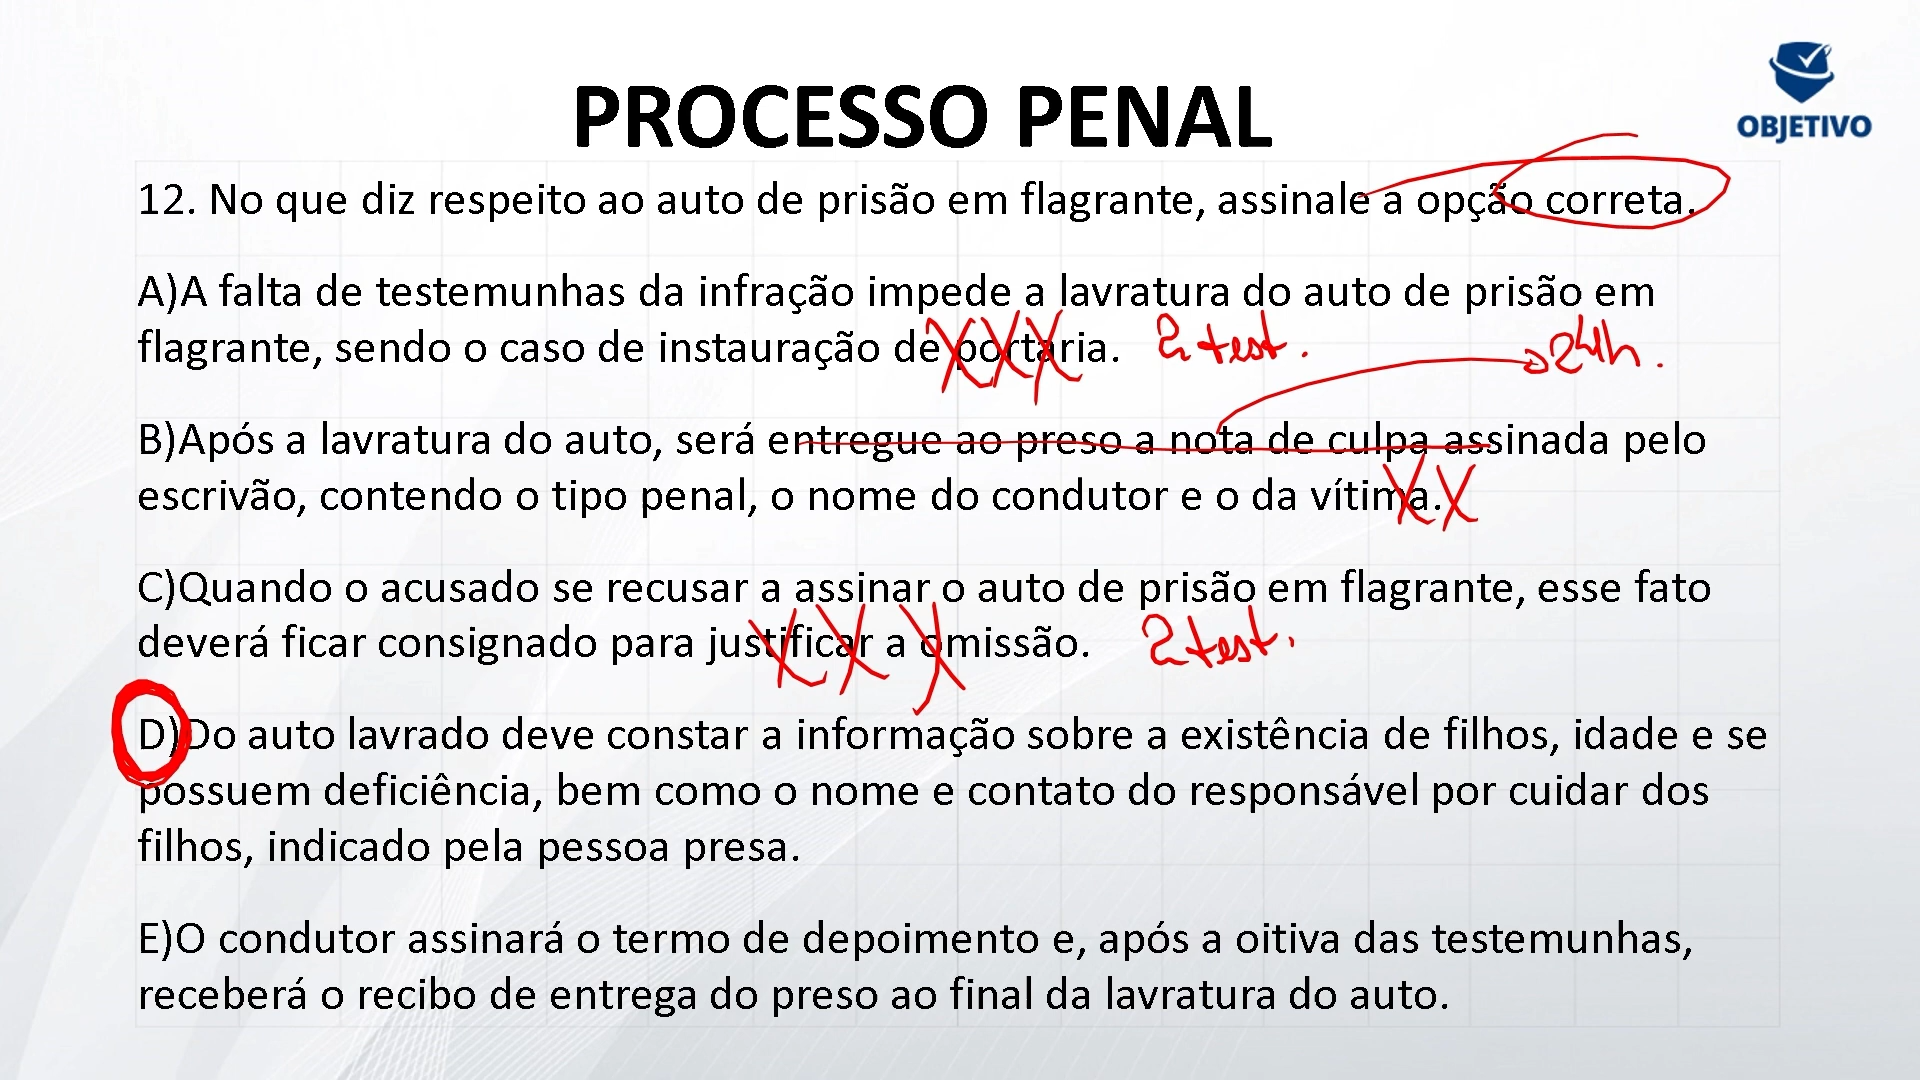 OBJETIVO
PROCESSO PENAL
12. No que diz respeito ao auto de prisão em flagrante, assinale a opção correta.
A)A falta de testemunhas da infração impede a lavratura do auto de prisão em
flagrante, sendo o caso de instauração de portaria. 2 test.
24h.
B)Após a lavratura do auto, será entregue ao preso a nota de culpa assinada pelo
escrivão, contendo o tipo penal, o nome do condutor e o da vítima.
C)Quando o acusado se recusar a assinar o auto de prisão em flagrante, esse fato
deverá ficar consignado para justificar a omissão. 2 test.
D)Do auto lavrado deve constar a informação sobre a existência de filhos, idade e se
possuem deficiência, bem como o nome e contato do responsável por cuidar dos
filhos, indicado pela pessoa presa.
E)O condutor assinará o termo de depoimento e, após a oitiva das testemunhas,
receberá o recibo de entrega do preso ao final da lavratura do auto.